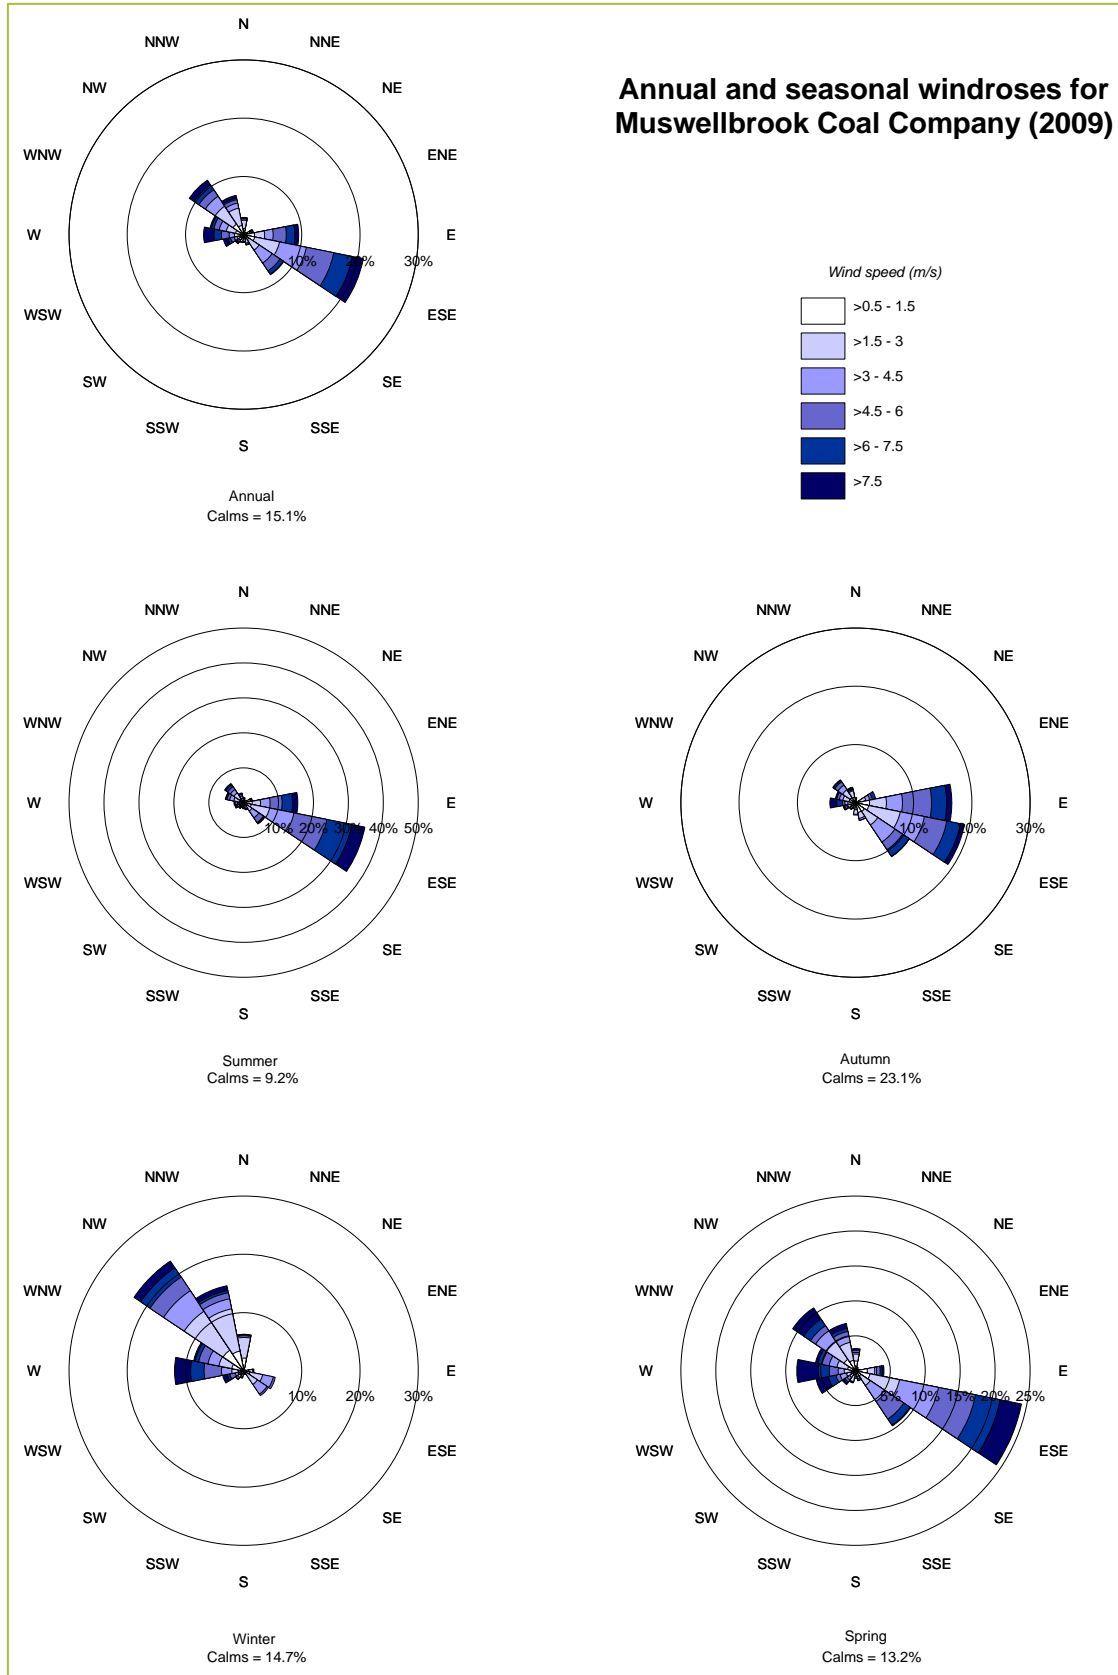 Annual and seasonal windroses for
Muswellbrook Coal Company (2009)
N
NNW NNE
NW NE
WNW ENE
W E
10% 20% 30%
WSW ESE
SW SE
SSW SSE
S
Annual
Calms = 15.1%
Wind speed (m/s)
>0.5 - 1.5
>1.5 - 3
>3 - 4.5
>4.5 - 6
>6 - 7.5
>7.5
N
NNW NNE
NW NE
WNW ENE
W E
10% 20% 30% 40% 50%
WSW ESE
SW SE
SSW SSE
S
Summer
Calms = 9.2%
N
NNW NNE
NW NE
WNW ENE
W E
10% 20% 30%
WSW ESE
SW SE
SSW SSE
S
Autumn
Calms = 23.1%
N
NNW NNE
NW NE
WNW ENE
W E
10% 20% 30%
WSW ESE
SW SE
SSW SSE
S
Winter
Calms = 14.7%
N
NNW NNE
NW NE
WNW ENE
W E
5% 10% 15% 20% 25%
WSW ESE
SW SE
SSW SSE
S
Spring
Calms = 13.2%